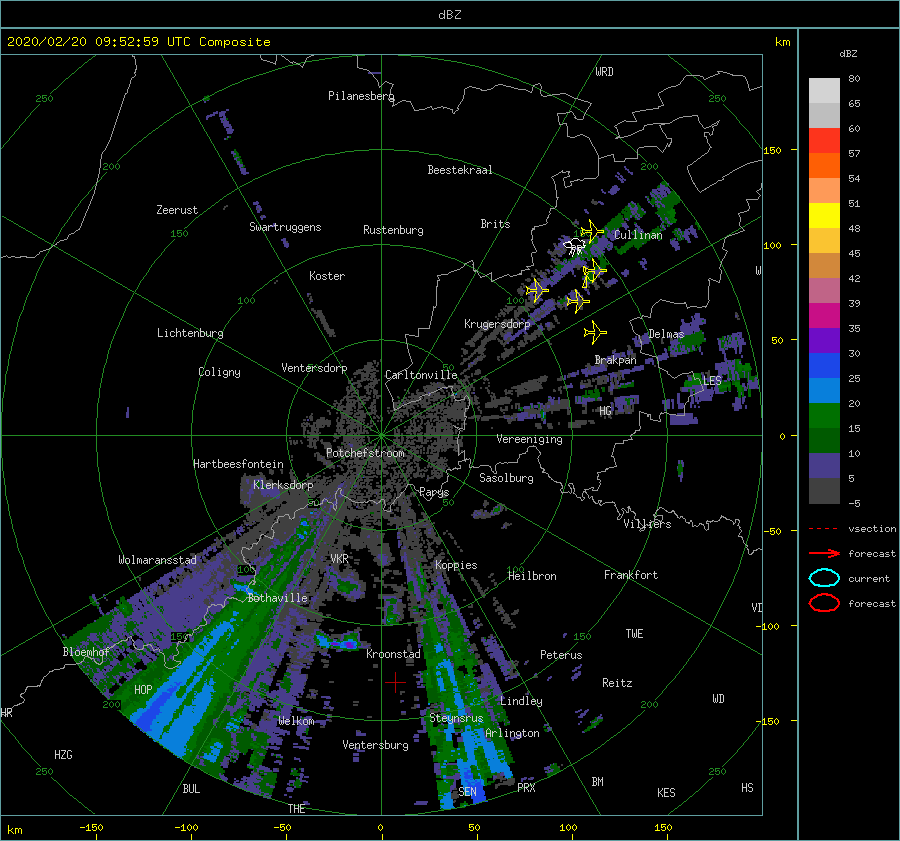 dBZ
2020/02/20 09:52:59 UTC Composite
km
dBZ
WRD
80
250
Pilanesberg
250
65
60
150
57
200
Beestekraal
200
54
Zeerust
51
Swartruggens
Rustenburg
Brits
150
Cullinan
48
100
45
Koster
42
100
100
39
Krugersdorp
35
Lichtenburg
Delmas
50
30
Ventersdorp
Brakpan
Coligny
Carltonville
50
LES
25
20
HG
15
Vereeniging
0
Potchefstroom
10
Hartbeesfontein
Sasolburg
5
Klerksdorp
Parys
50
50
-5
Villiers
-50
vsection
VKR
Wolmaransstad
Koppies
forecast
100
100
Heilbron
Frankfort
current
Bothaville
VD
forecast
-100
150
150
TWE
Bloemhof
Kroonstad
Peterus
HOP
Reitz
WD
200
Lindley
200
HR
Welkom
Steynsrus
-150
Arlington
Ventersburg
HZG
250
250
BUL
SEN
PRX
BM
KES
HS
THE
km
-150
-100
-50
0
50
100
150